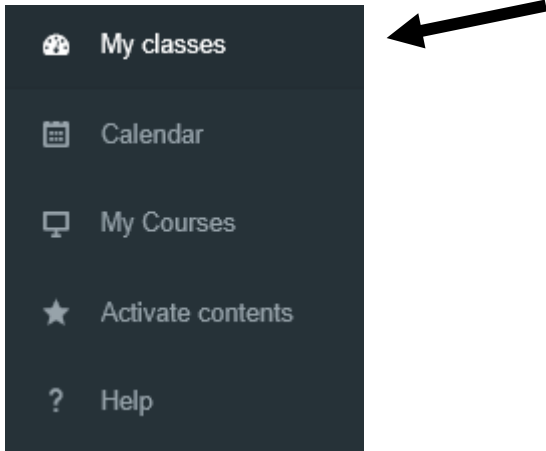 My classes
Calendar
My Courses
Activate contents
Help